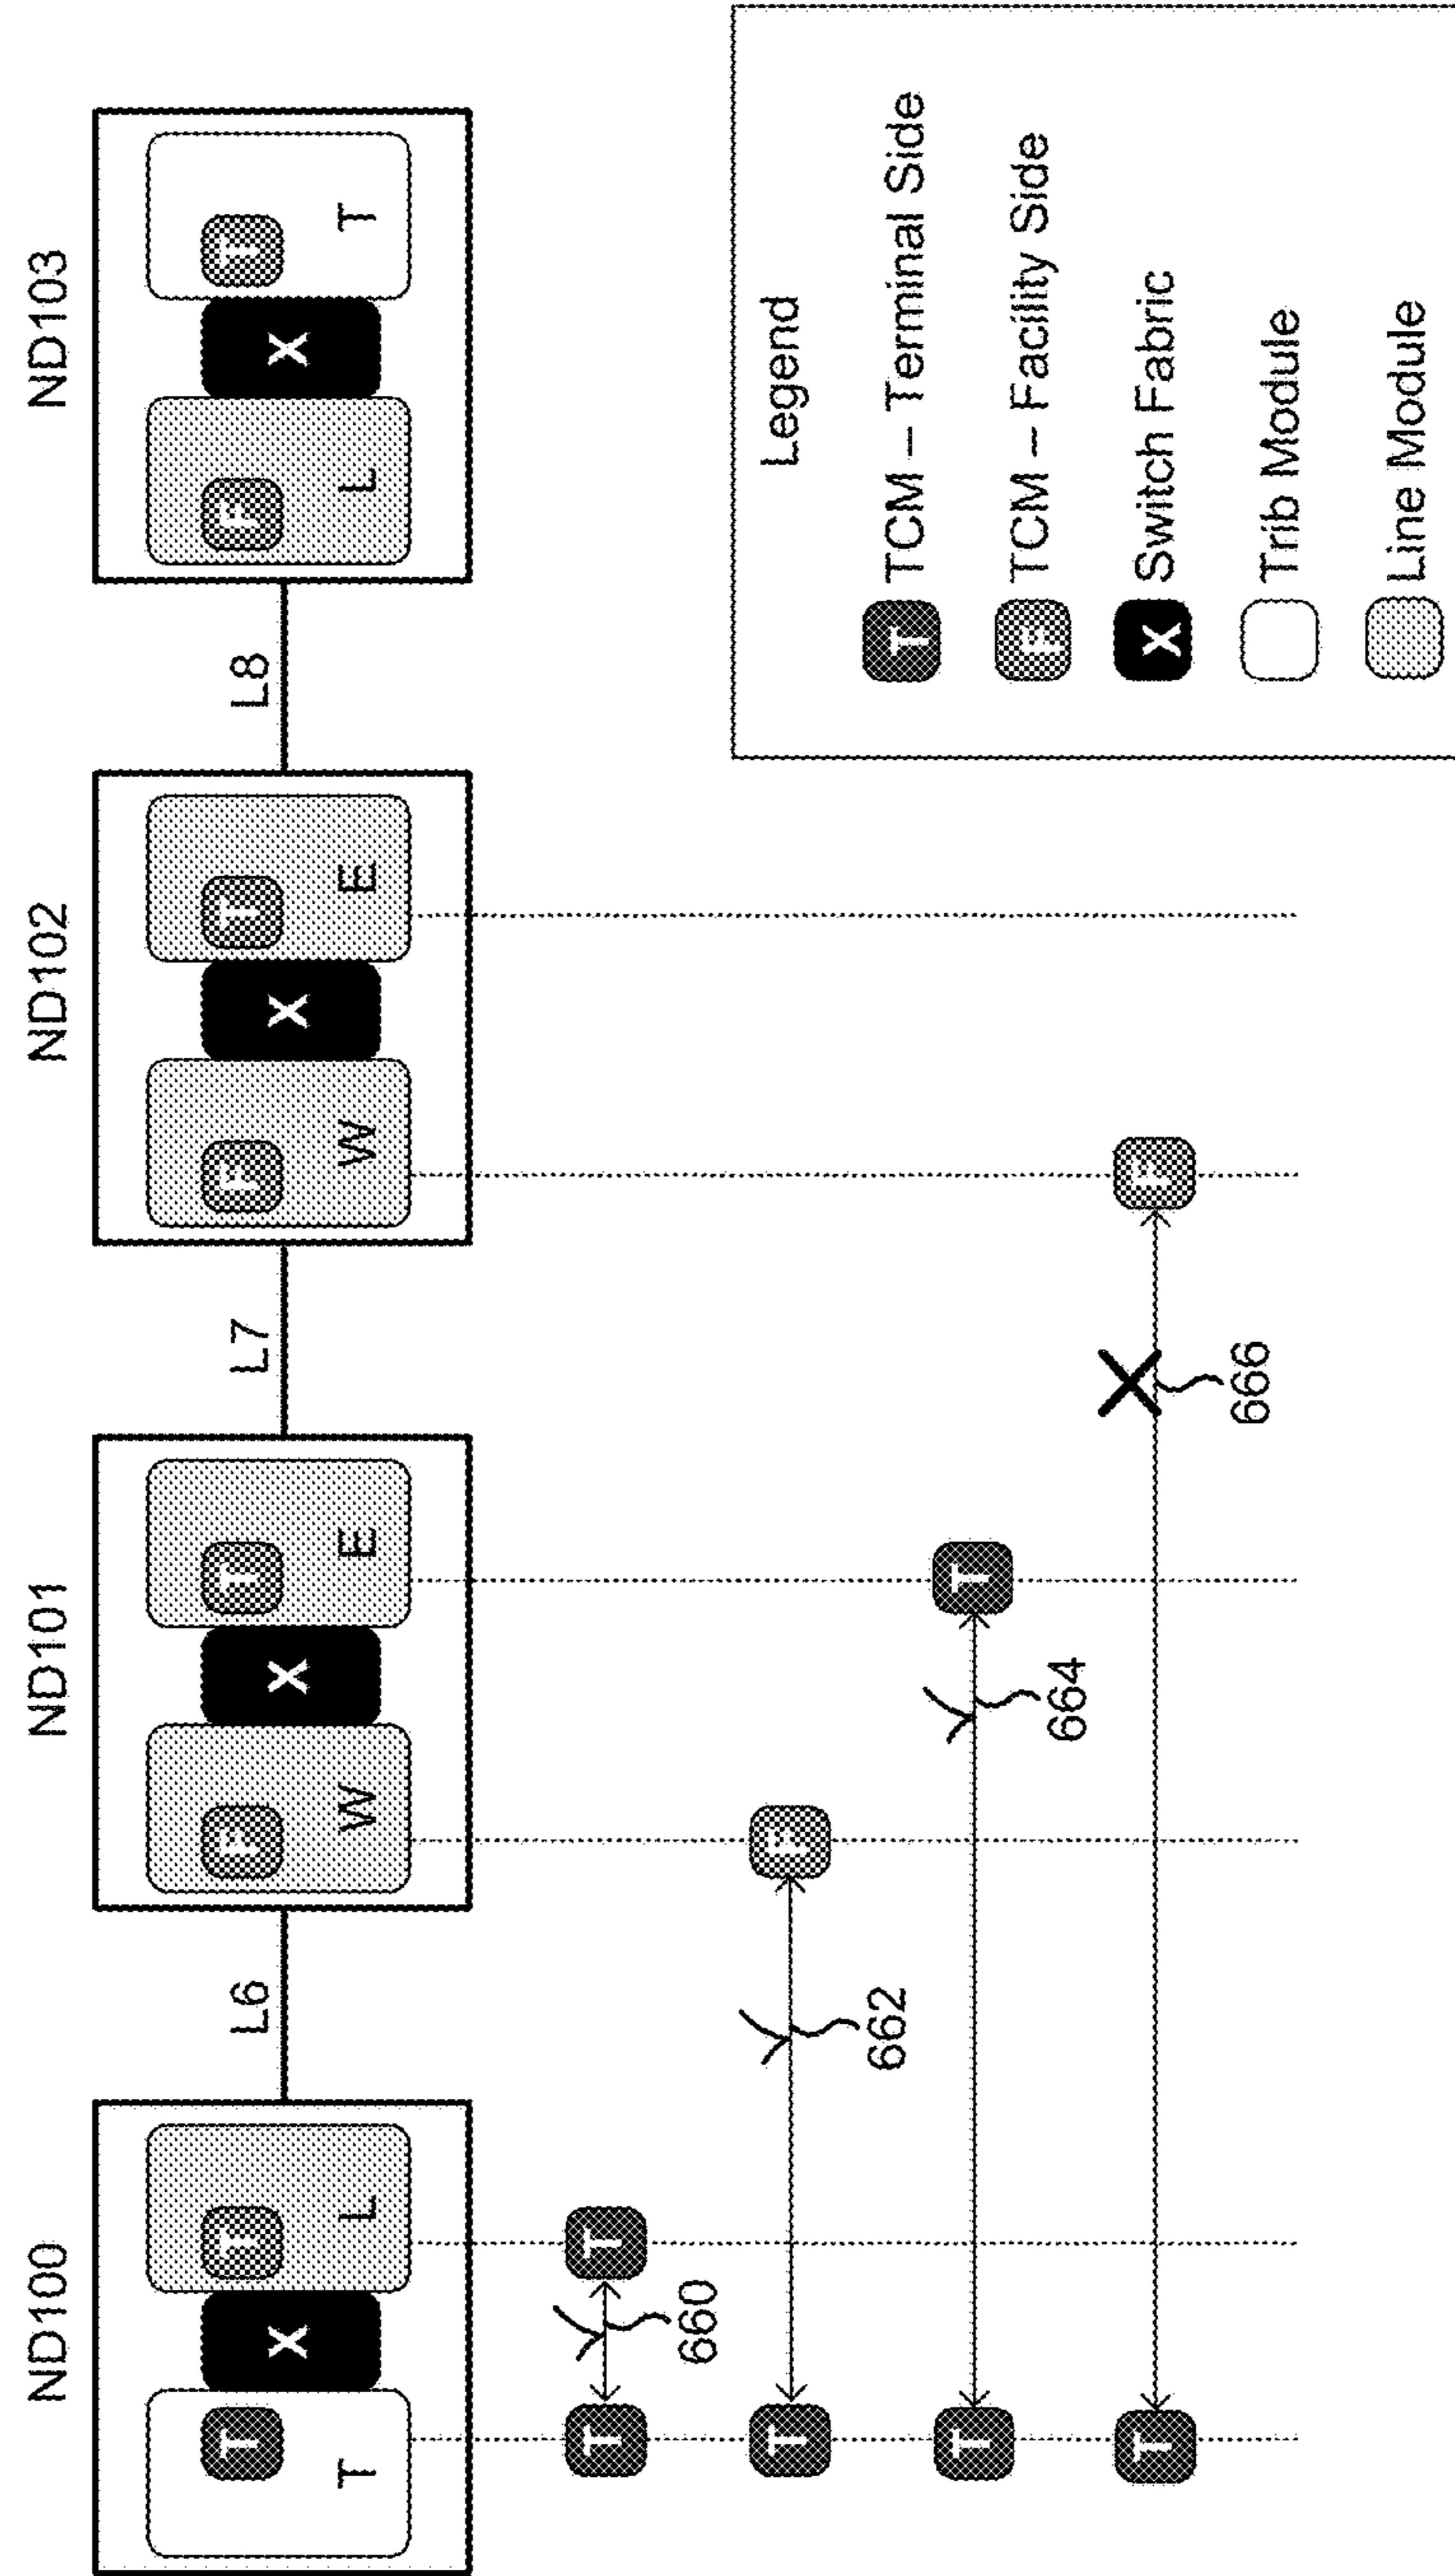 ND100 ND101 ND102 ND103
L6 L7 L8
T X T F X T F X T F X T
T L W E W E L T
T T
660
T F
662
T T
664
T F
666
Legend
T TCM – Terminal Side
F TCM – Facility Side
X Switch Fabric
Trib Module
Line Module